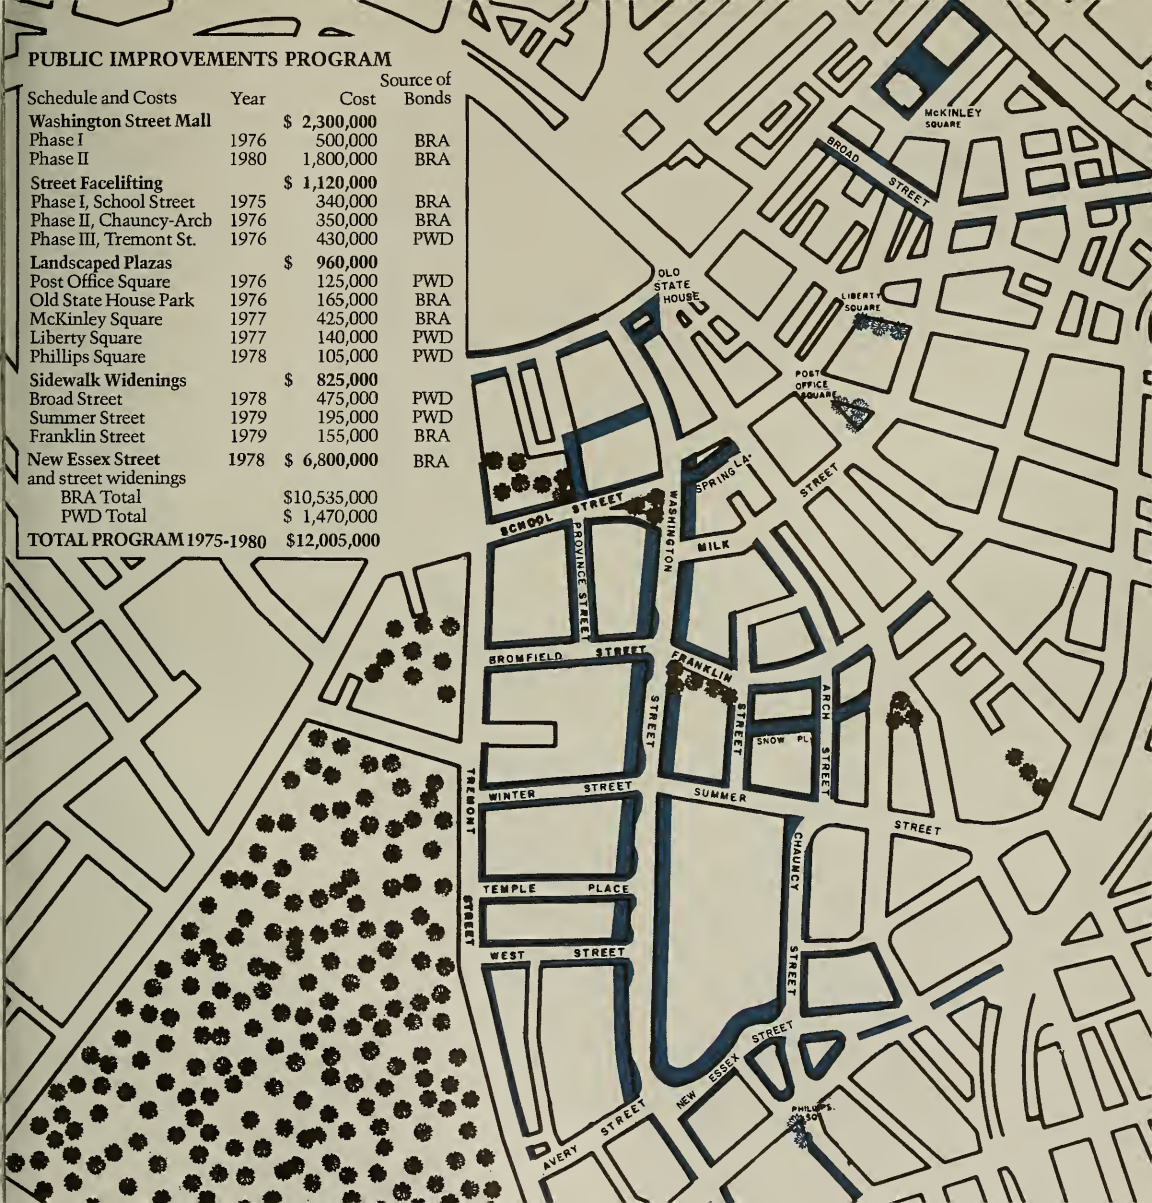 PUBLIC IMPROVEMENTS PROGRAM
Source of
Schedule and Costs Year Cost Bonds
Washington Street Mall $ 2,300,000
Phase I 1976 500,000 BRA
Phase II 1980 1,800,000 BRA
Street Facelifting $ 1,120,000
Phase I, School Street 1975 340,000 BRA
Phase II, Chauncy-Arch 1976 350,000 BRA
Phase III, Tremont St. 1976 430,000 PWD
Landscaped Plazas $ 960,000
Post Office Square 1976 125,000 PWD
Old State House Park 1976 165,000 BRA
McKinley Square 1977 425,000 BRA
Liberty Square 1977 140,000 PWD
Phillips Square 1978 105,000 PWD
Sidewalk Widenings $ 825,000
Broad Street 1978 475,000 PWD
Summer Street 1979 195,000 PWD
Franklin Street 1979 155,000 BRA
New Essex Street 1978 $ 6,800,000 BRA
and street widenings
BRA Total $10,535,000
PWD Total $ 1,470,000
TOTAL PROGRAM 1975-1980 $12,005,000
McKINLEY
SQUARE
BROAD STREET
OLD
STATE
HOUSE
LIBERTY
SQUARE
POST
OFFICE
SQUARE
SPRING LA.
STREET
SCHOOL STREET
WASHINGTON
MILK
PROVINCE STREET
BROMFIELD STREET
FRANKLIN
STREET
STREET
ARCH STREET
SNOW PL
TREMONT STREET
WINTER STREET
SUMMER STREET
CHAUNCY STREET
TEMPLE PLACE
WEST STREET
NEW ESSEX STREET
AVERY STREET
PHILLIPS
SQ.